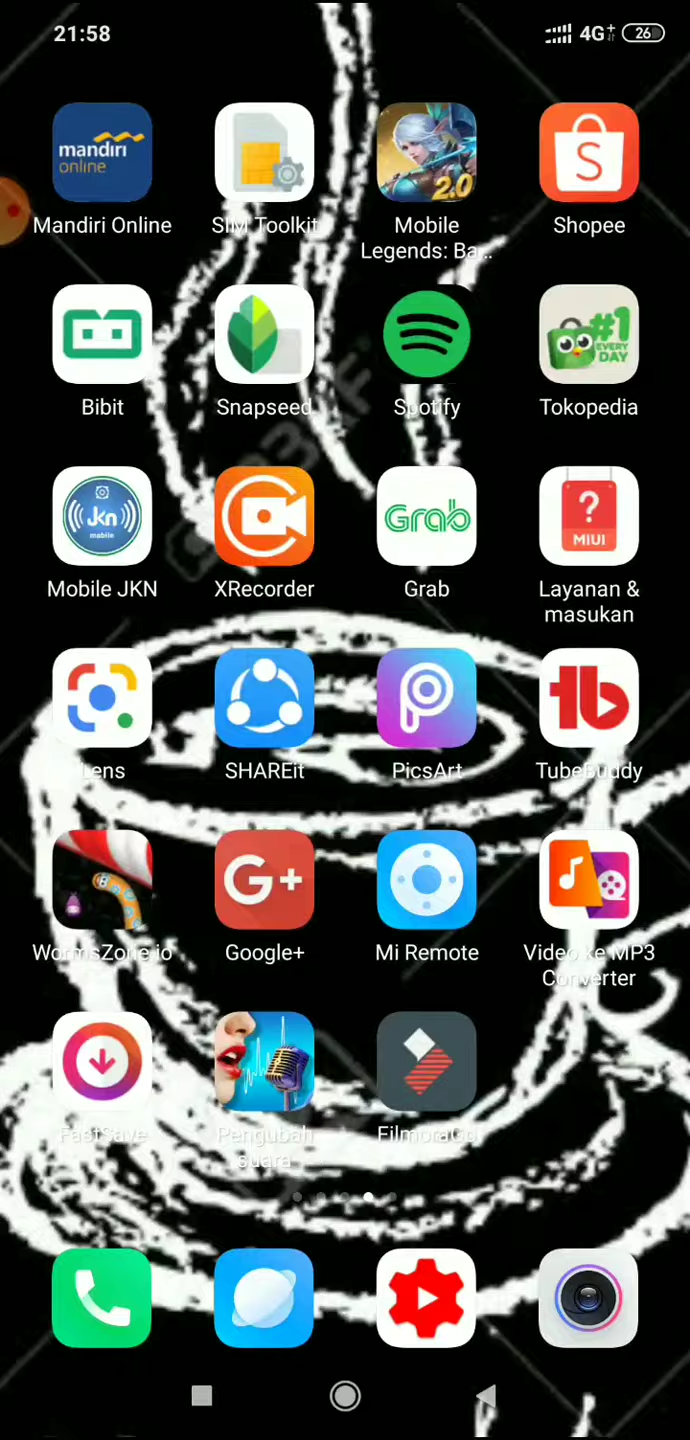 21:58
4G+
26
mandiri
online
2.0
S
Mandiri Online
SIM Toolkit
Mobile
Legends: Ba...
Shopee
#1
EVERY
DAY
Bibit
Snapseed
Spotify
Tokopedia
Jkn
mobile
Grab
?
MIUI
Mobile JKN
XRecorder
Grab
Layanan &
masukan
tb
Lens
SHAREit
PicsArt
TubeBuddy
G+
WormsZone.io
Google+
Mi Remote
Video ke MP3
Converter
FastSave
Pengubah
suara
FilmoraGo